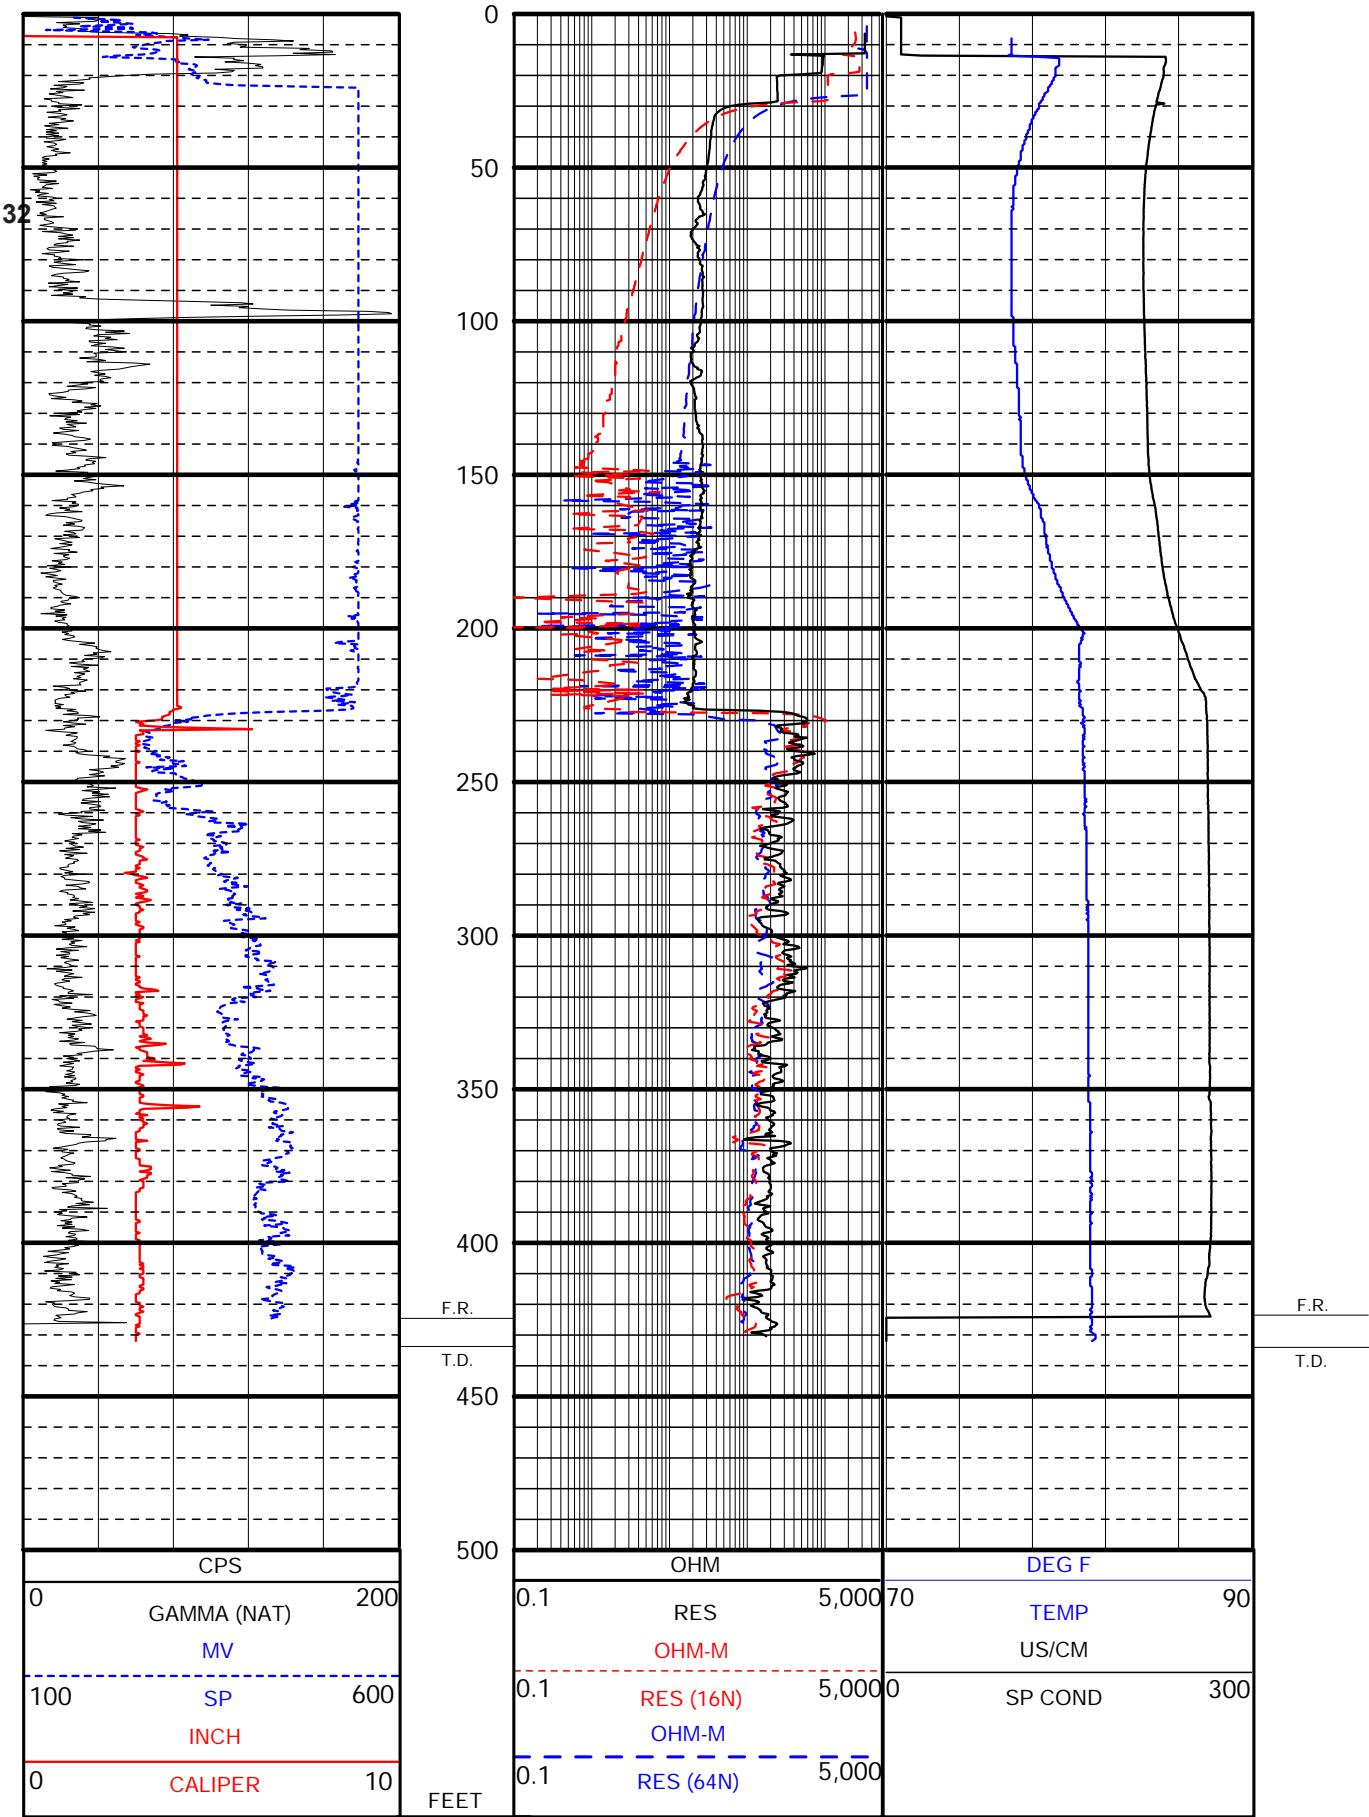 0
50
32
100
150
200
250
300
350
400
F.R.
F.R.
T.D.
T.D.
450
500
CPS
0 200
GAMMA (NAT)
MV
100 SP 600
INCH
0 CALIPER 10
FEET
OHM
0.1 5,000
RES
OHM-M
0.1 5,000
RES (16N)
OHM-M
0.1 5,000
RES (64N)
DEG F
70 90
TEMP
US/CM
0 300
SP COND